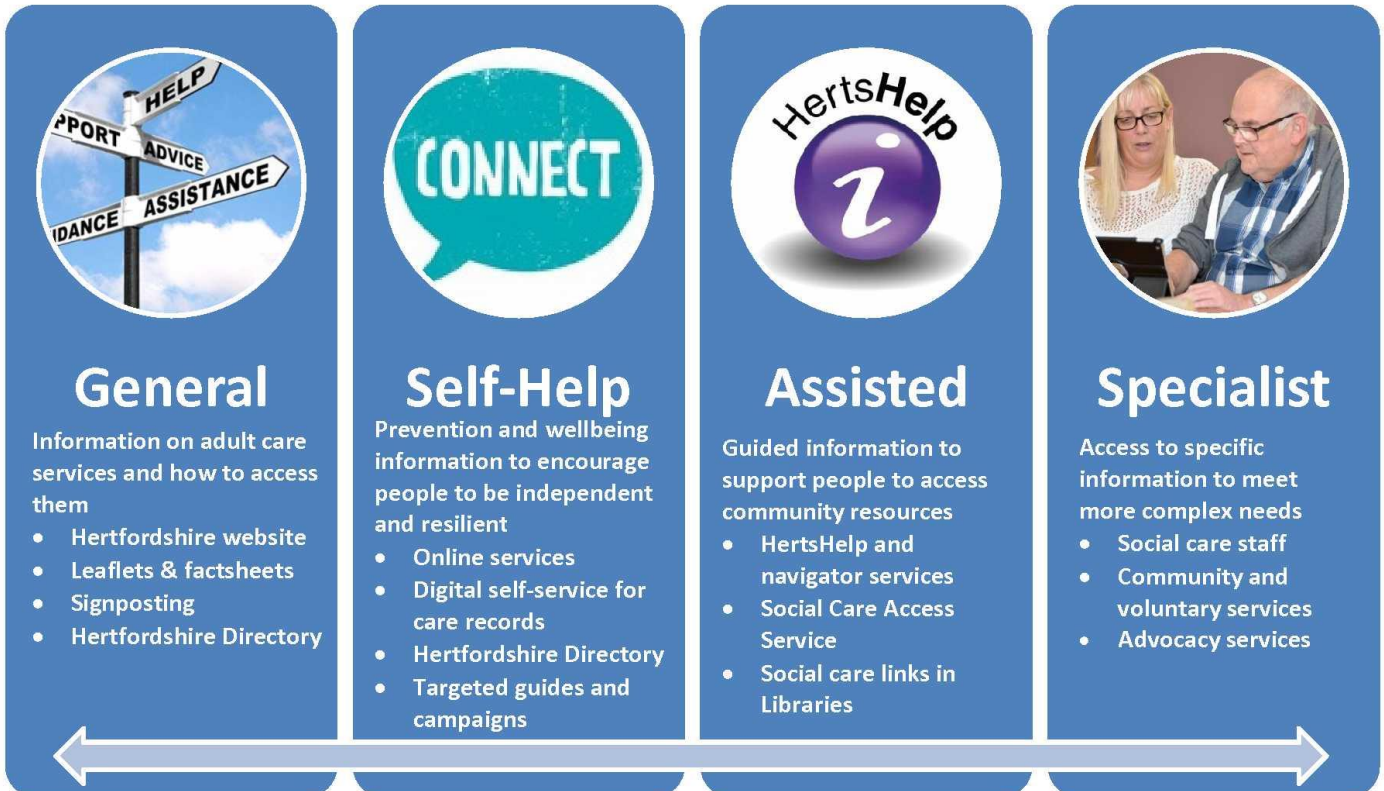 HELP
PPORT
ADVICE
ASSISTANCE
IDANCE
General
Information on adult care
services and how to access
them
• Hertfordshire website
• Leaflets & factsheets
• Signposting
• Hertfordshire Directory
CONNECT
Self-Help
Prevention and wellbeing
information to encourage
people to be independent
and resilient
• Online services
• Digital self-service for
care records
• Hertfordshire Directory
• Targeted guides and
campaigns
HertsHelp
i
Assisted
Guided information to
support people to access
community resources
• HertsHelp and
navigator services
• Social Care Access
Service
• Social care links in
Libraries
Specialist
Access to specific
information to meet
more complex needs
• Social care staff
• Community and
voluntary services
• Advocacy services